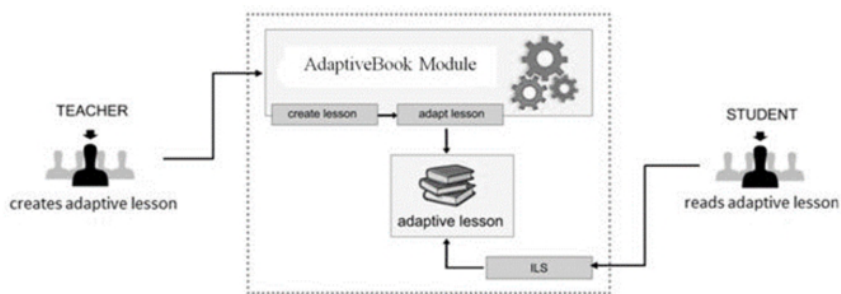 AdaptiveBook Module
TEACHER
create lesson
adapt lesson
STUDENT
creates adaptive lesson
adaptive lesson
reads adaptive lesson
ILS